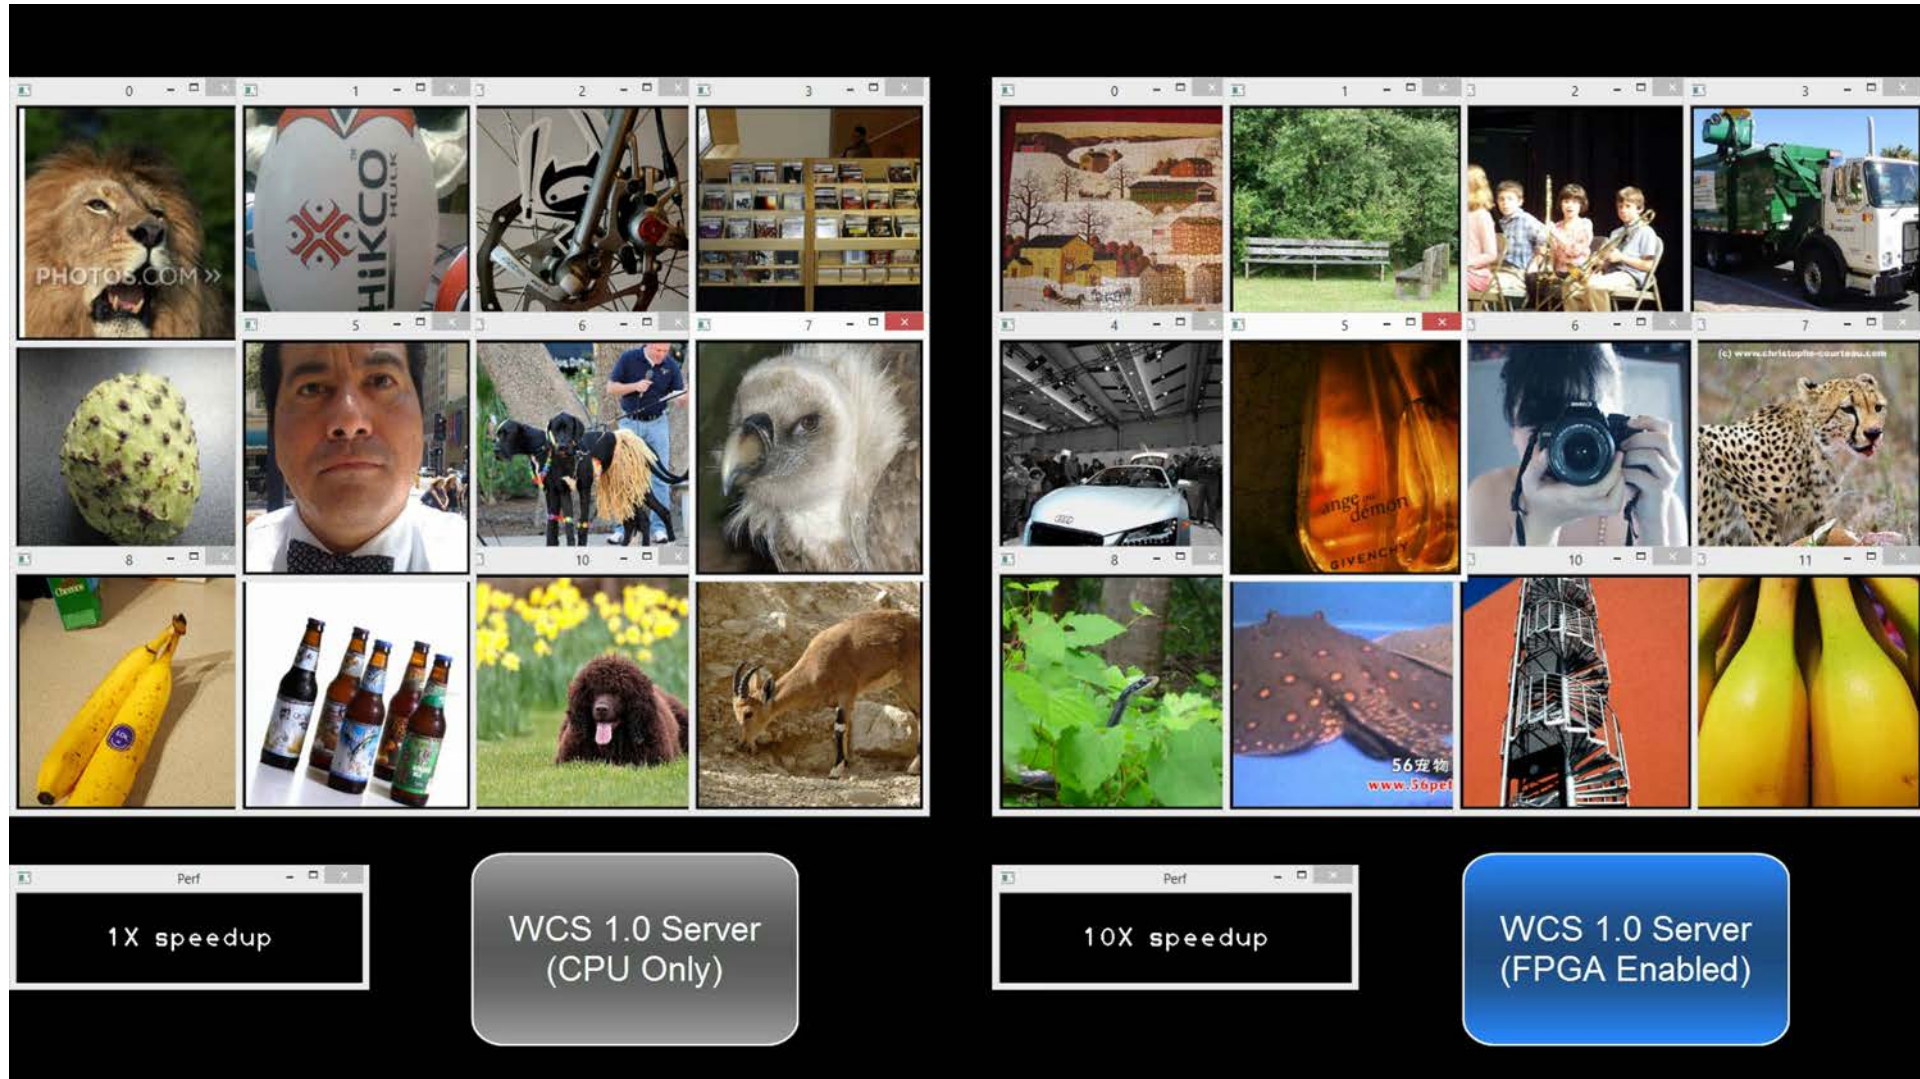 0
1
2
3
PHOTOS.COM »
HiKCO
HULK
TM
5
6
7
8
10
Perf
1X speedup
WCS 1.0 Server
(CPU Only)
0
1
2
3
4
5
6
7
(c) www.christophe-courteau.com
ange ou
démon
GIVENCHY
8
10
11
56宠物
www.56pet
Perf
10X speedup
WCS 1.0 Server
(FPGA Enabled)